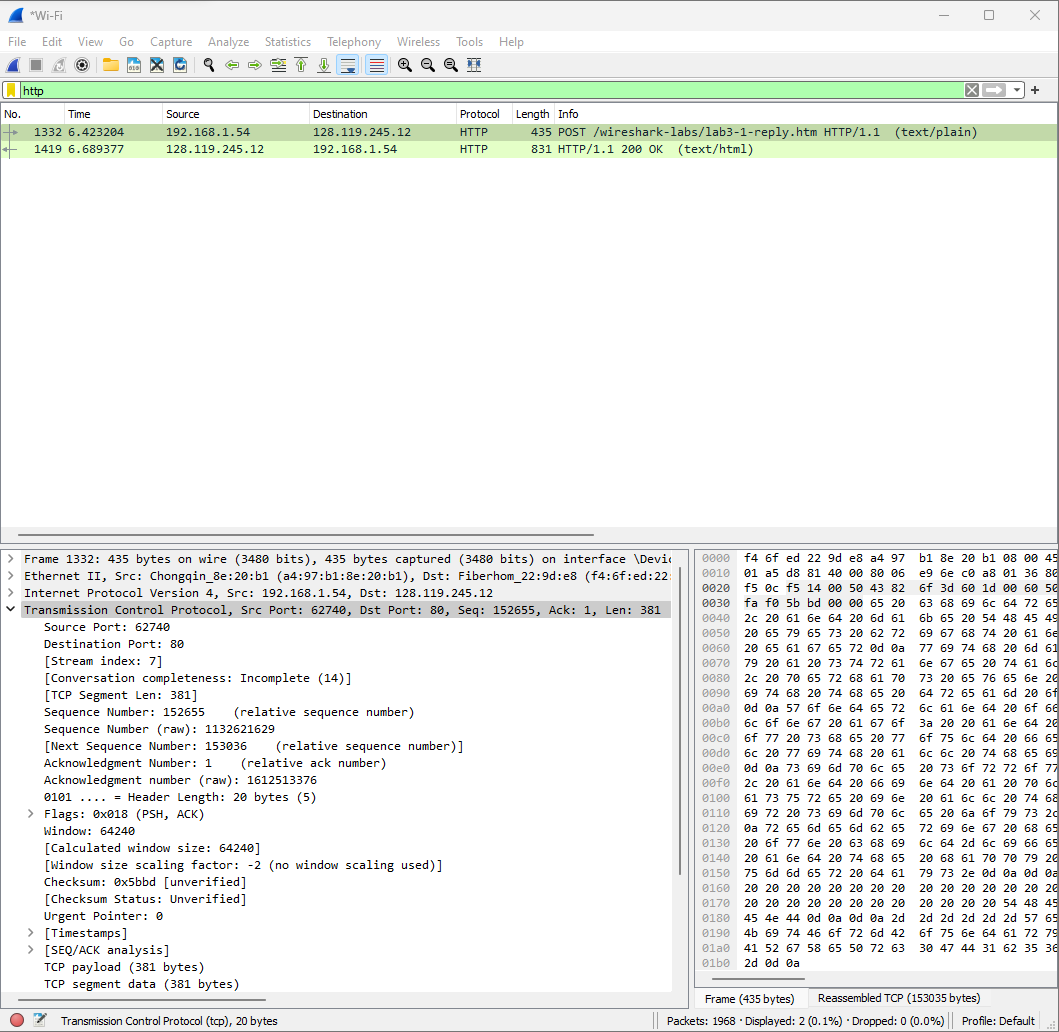 *Wi-Fi
File Edit View Go Capture Analyze Statistics Telephony Wireless Tools Help
http
No. Time Source Destination Protocol Length Info
1332 6.423204 192.168.1.54 128.119.245.12 HTTP 435 POST /wireshark-labs/lab3-1-reply.htm HTTP/1.1 (text/plain)
1419 6.689377 128.119.245.12 192.168.1.54 HTTP 831 HTTP/1.1 200 OK (text/html)
Frame 1332: 435 bytes on wire (3480 bits), 435 bytes captured (3480 bits) on interface \Devic
Ethernet II, Src: Chongqin_8e:20:b1 (a4:97:b1:8e:20:b1), Dst: Fiberhom_22:9d:e8 (f4:6f:ed:22:
Internet Protocol Version 4, Src: 192.168.1.54, Dst: 128.119.245.12
Transmission Control Protocol, Src Port: 62740, Dst Port: 80, Seq: 152655, Ack: 1, Len: 381
Source Port: 62740
Destination Port: 80
[Stream index: 7]
[Conversation completeness: Incomplete (14)]
[TCP Segment Len: 381]
Sequence Number: 152655 (relative sequence number)
Sequence Number (raw): 1132621629
[Next Sequence Number: 153036 (relative sequence number)]
Acknowledgment Number: 1 (relative ack number)
Acknowledgment number (raw): 1612513376
0101 .... = Header Length: 20 bytes (5)
Flags: 0x018 (PSH, ACK)
Window: 64240
[Calculated window size: 64240]
[Window size scaling factor: -2 (no window scaling used)]
Checksum: 0x5bbd [unverified]
[Checksum Status: Unverified]
Urgent Pointer: 0
[Timestamps]
[SEQ/ACK analysis]
TCP payload (381 bytes)
TCP segment data (381 bytes)
0000 f4 6f ed 22 9d e8 a4 97 b1 8e 20 b1 08 00 45
0010 01 a5 d8 81 40 00 80 06 e9 6e c0 a8 01 36 80
0020 f5 0c f5 14 00 50 43 82 6f 3d 60 1d 00 60 50
0030 fa f0 5b bd 00 00 65 20 63 68 69 6c 64 72 65
0040 2c 20 61 6e 64 20 6d 61 6b 65 20 54 48 45 49
0050 20 65 79 65 73 20 62 72 69 67 68 74 20 61 6e
0060 20 65 61 67 65 72 0d 0a 77 69 74 68 20 6d 61
0070 79 20 61 20 73 74 72 61 6e 67 65 20 74 61 6c
0080 2c 20 70 65 72 68 61 70 73 20 65 76 65 6e 20
0090 69 74 68 20 74 68 65 20 64 72 65 61 6d 20 6f
00a0 0d 0a 57 6f 6e 64 65 72 6c 61 6e 64 20 6f 66
00b0 6c 6f 6e 67 20 61 67 6f 3a 20 20 61 6e 64 20
00c0 6f 77 20 73 68 65 20 77 6f 75 6c 64 20 66 65
00d0 6c 20 77 69 74 68 20 61 6c 6c 20 74 68 65 69
00e0 0d 0a 73 69 6d 70 6c 65 20 73 6f 72 72 6f 77
00f0 2c 20 61 6e 64 20 66 69 6e 64 20 61 20 70 6c
0100 61 73 75 72 65 20 69 6e 20 61 6c 6c 20 74 68
0110 69 72 20 73 69 6d 70 6c 65 20 6a 6f 79 73 2c
0120 0a 72 65 6d 65 6d 62 65 72 69 6e 67 20 68 65
0130 20 6f 77 6e 20 63 68 69 6c 64 2d 6c 69 66 65
0140 20 61 6e 64 20 74 68 65 20 68 61 70 70 79 20
0150 75 6d 6d 65 72 20 64 61 79 73 2e 0d 0a 0d 0a
0160 20 20 20 20 20 20 20 20 20 20 20 20 20 20 20
0170 20 20 20 20 20 20 20 20 20 20 20 20 54 48 45
0180 45 4e 44 0d 0a 0d 0a 2d 2d 2d 2d 2d 2d 57 65
0190 4b 69 74 46 6f 72 6d 42 6f 75 6e 64 61 72 79
01a0 41 52 67 58 65 50 72 63 30 47 44 31 62 35 36
01b0 2d 0d 0a
Frame (435 bytes) Reassembled TCP (153035 bytes)
Transmission Control Protocol (tcp), 20 bytes
Packets: 1968 · Displayed: 2 (0.1%) · Dropped: 0 (0.0%)
Profile: Default